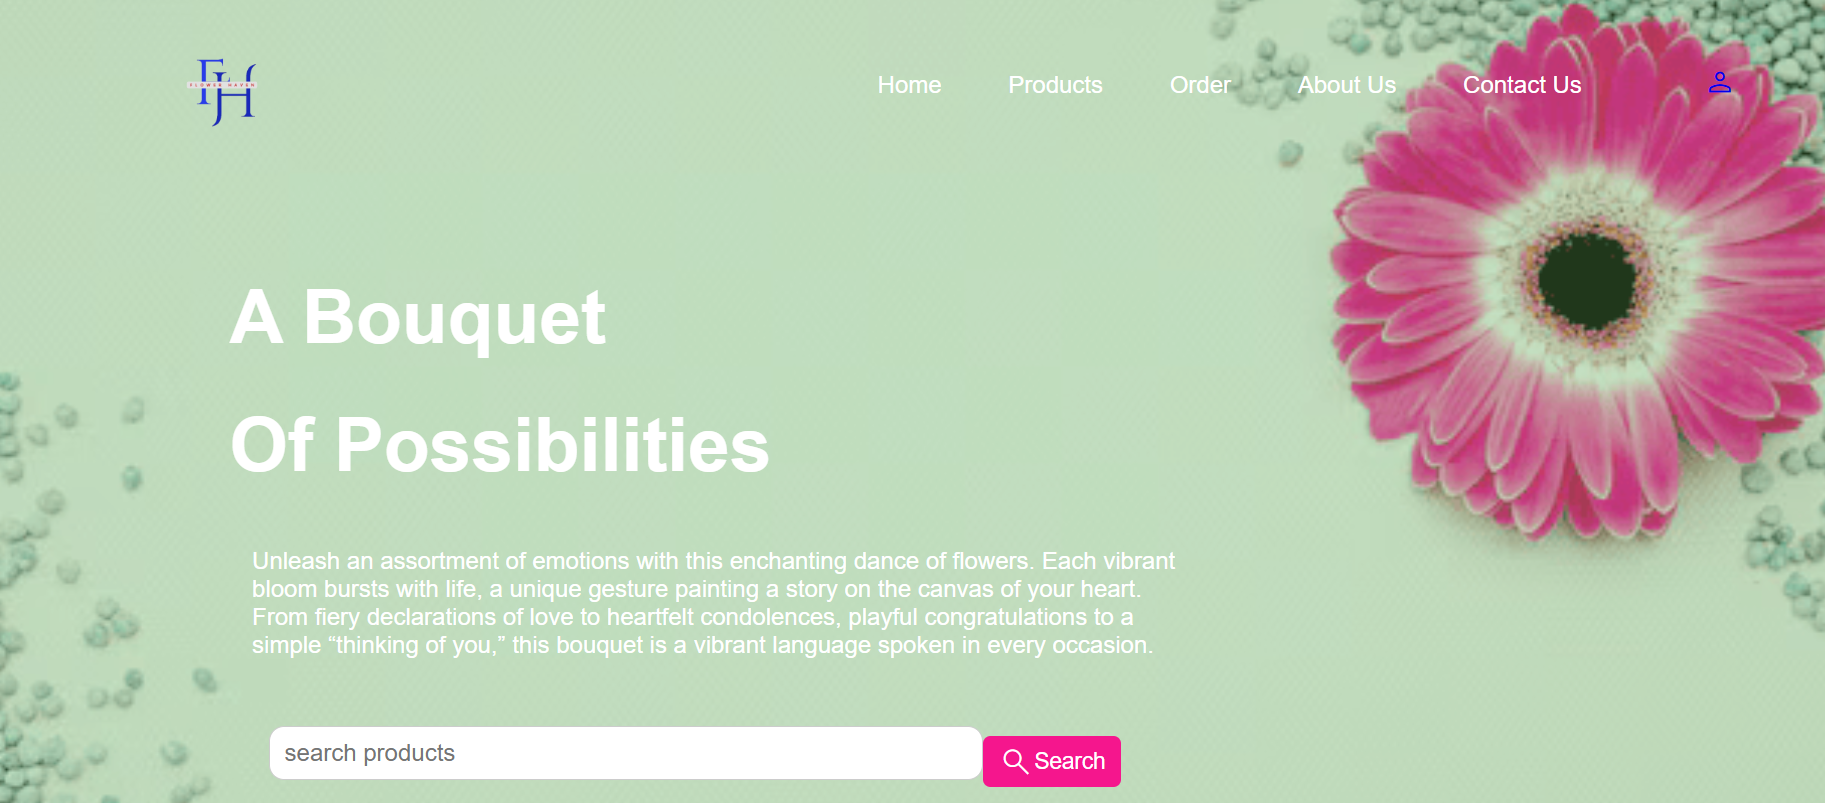 FH
FLOWER HAVEN
Home Products Order About Us Contact Us
A Bouquet
Of Possibilities
Unleash an assortment of emotions with this enchanting dance of flowers. Each vibrant
bloom bursts with life, a unique gesture painting a story on the canvas of your heart.
From fiery declarations of love to heartfelt condolences, playful congratulations to a
simple “thinking of you,” this bouquet is a vibrant language spoken in every occasion.
search products
Search